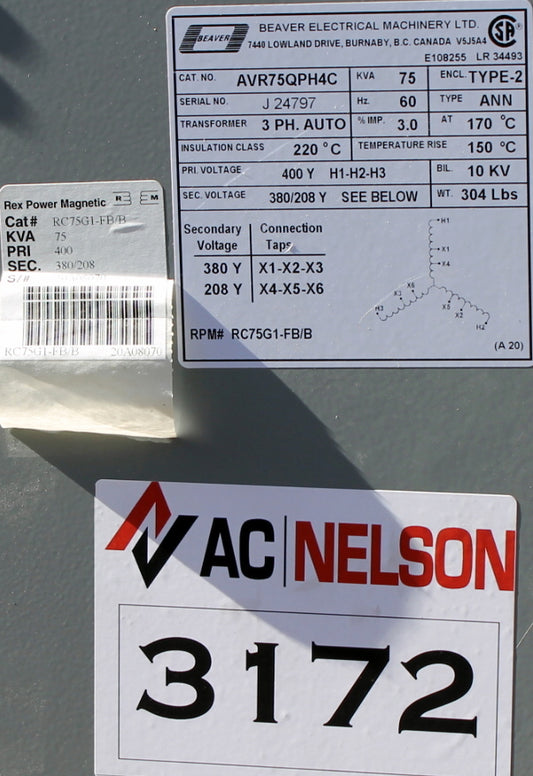 BEAVER
BEAVER ELECTRICAL MACHINERY LTD.
7440 LOWLAND DRIVE, BURNABY, B.C. CANADA V5J5A4
E108255 LR 34493
CAT. NO. AVR75QPH4C KVA 75 ENCL. TYPE-2
SERIAL NO. J 24797 Hz. 60 TYPE ANN
TRANSFORMER 3 PH. AUTO % IMP. 3.0 AT 170 °C
INSULATION CLASS 220 °C TEMPERATURE RISE 150 °C
PRI. VOLTAGE 400 Y H1-H2-H3 BIL. 10 KV
SEC. VOLTAGE 380/208 Y SEE BELOW WT. 304 Lbs
Secondary Connection
Voltage Taps
380 Y X1-X2-X3
208 Y X4-X5-X6
H1
X1
X4
X6
X3
H3
X5
X2
H2
RPM# RC75G1-FB/B
(A 20)
Rex Power Magnetic
Cat # RC75G1-FB/B
KVA 75
PRI 400
SEC. 380/208
S/#
RC75G1-FB/B 20A08070
AC NELSON
3172